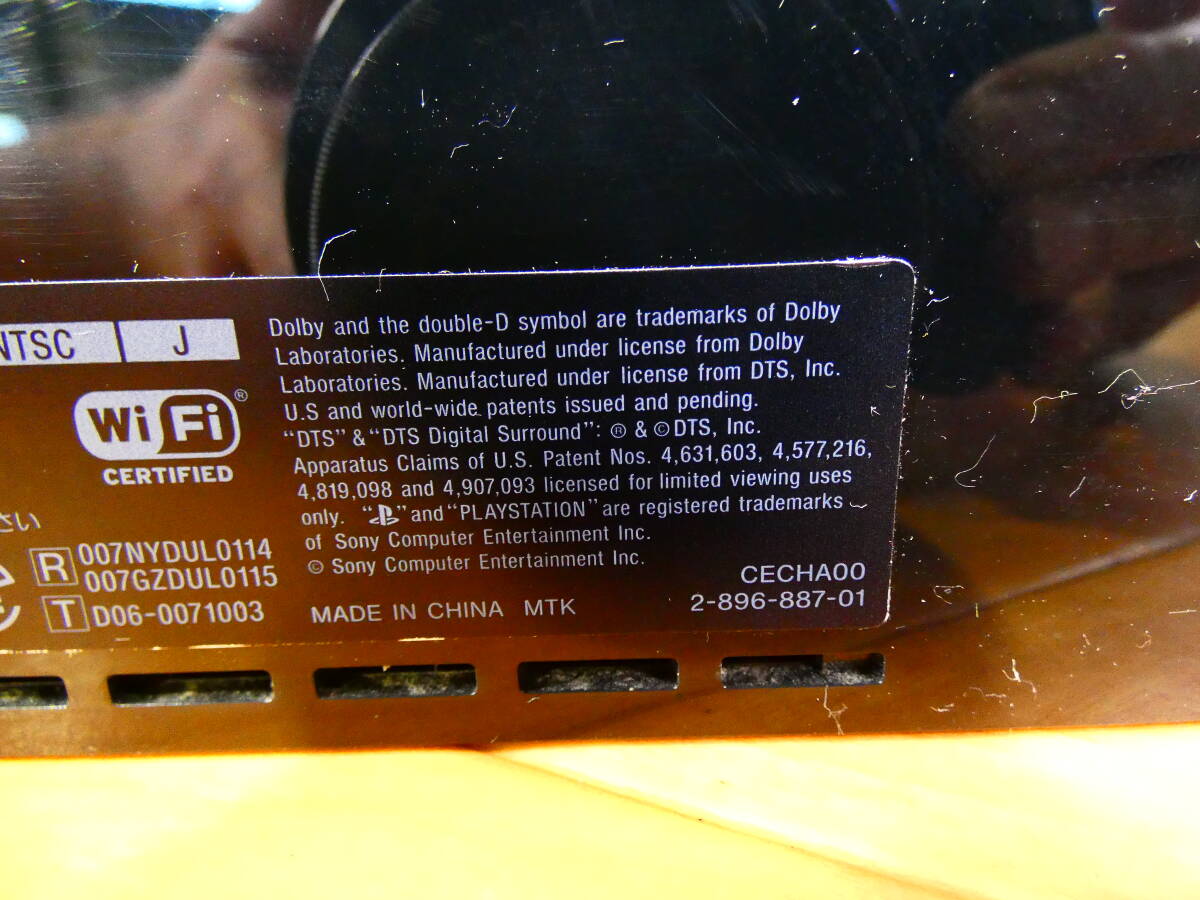 NTSC J
Dolby and the double-D symbol are trademarks of Dolby
Laboratories. Manufactured under license from Dolby
Laboratories. Manufactured under license from DTS, Inc.
U.S and world-wide patents issued and pending.
“DTS” & “DTS Digital Surround”: ® & © DTS, Inc.
Apparatus Claims of U.S. Patent Nos. 4,631,603, 4,577,216,
4,819,098 and 4,907,093 licensed for limited viewing uses
only. “ ” and “PLAYSTATION” are registered trademarks
of Sony Computer Entertainment Inc.
© Sony Computer Entertainment Inc.
Wi Fi ®
CERTIFIED
さい
R 007NYDUL0114
007GZDUL0115
T D06-0071003
MADE IN CHINA MTK
CECHA00
2-896-887-01